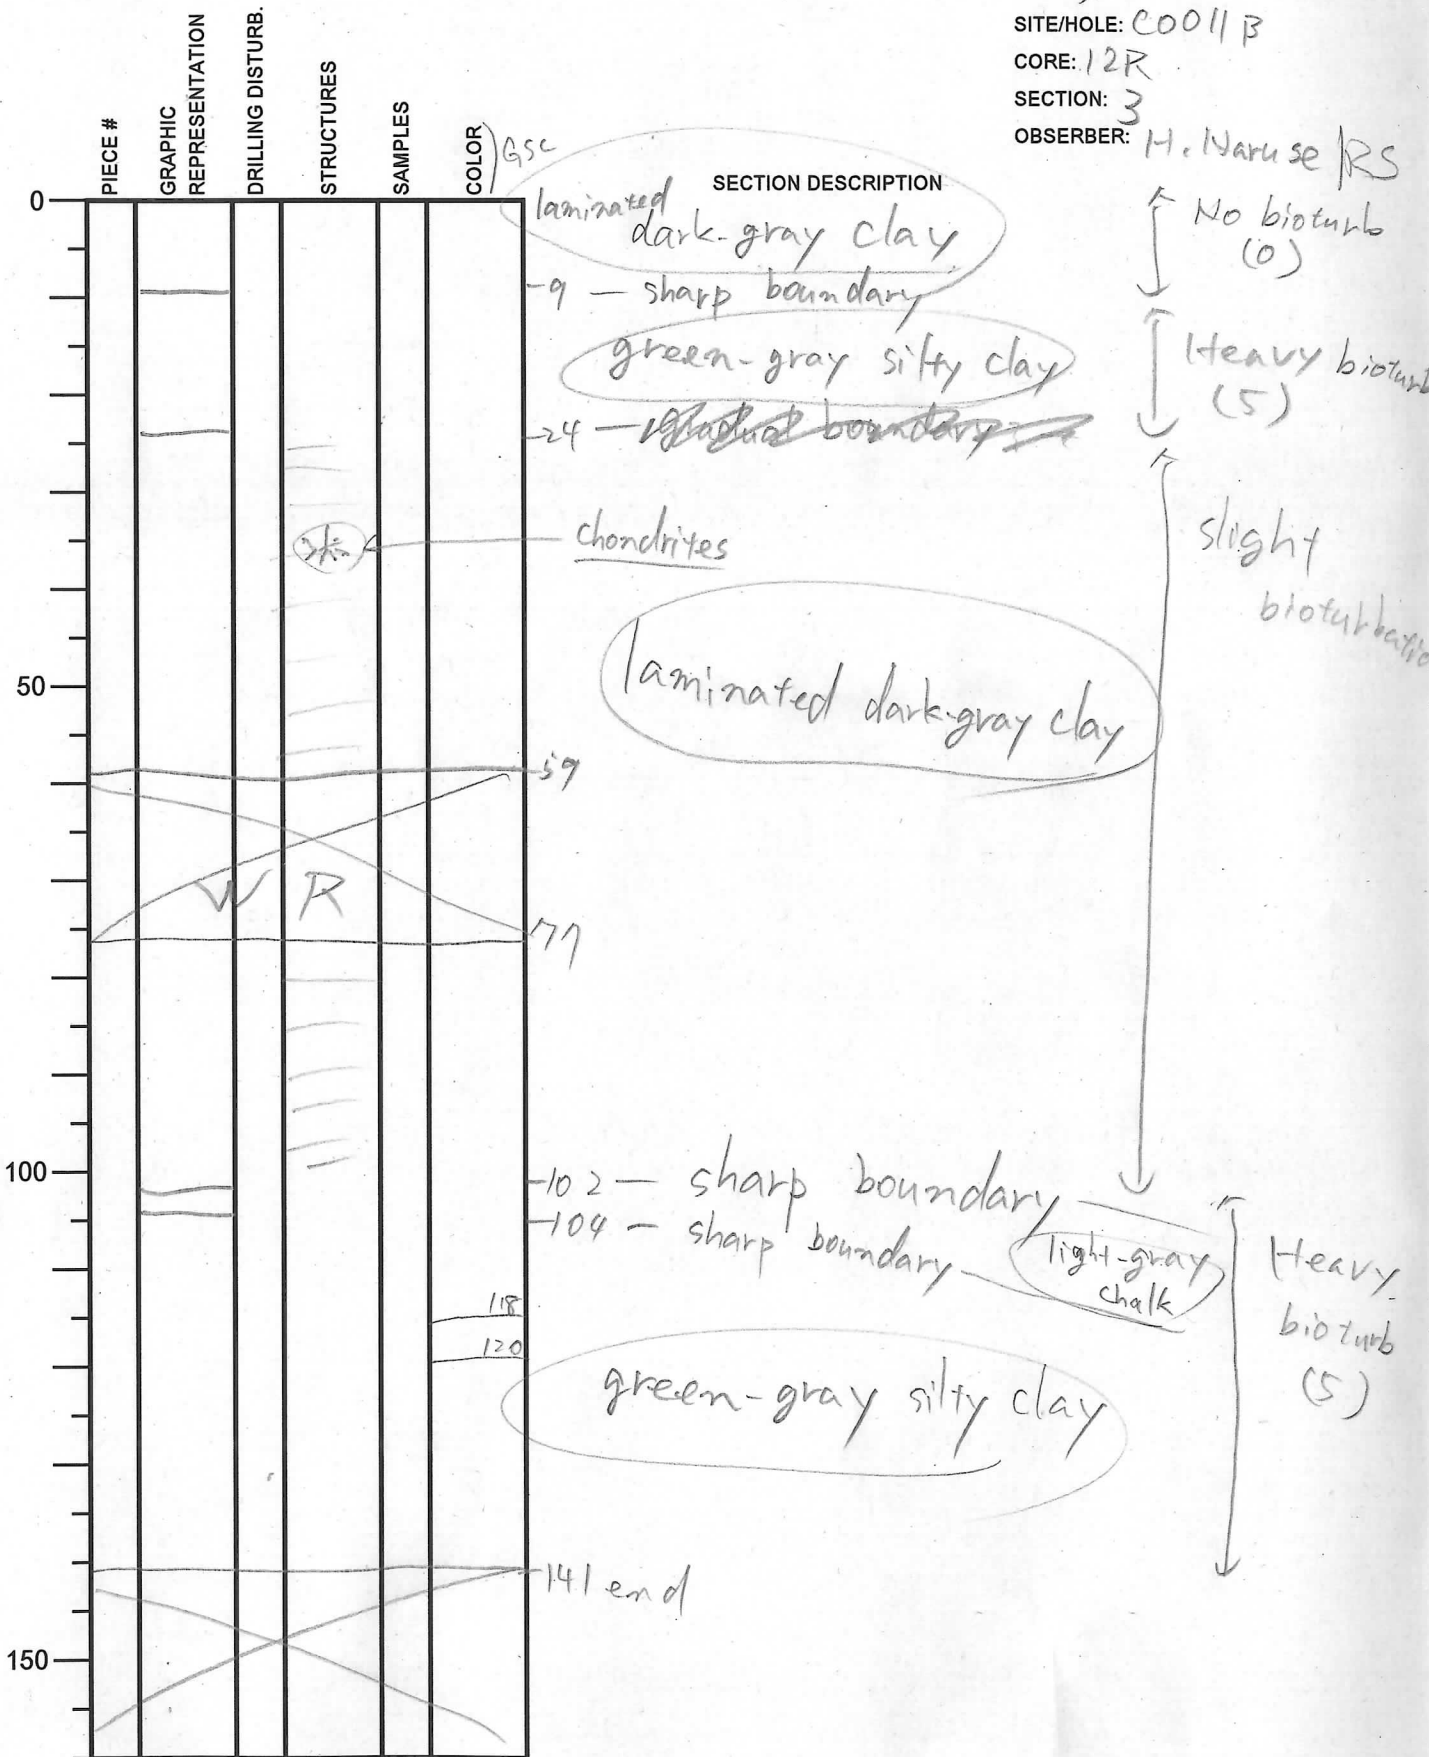 SITE/HOLE: C0011B
CORE: 12R
SECTION: 3
OBSERBER: H. Naruse/RS
PIECE #
GRAPHIC REPRESENTATION
DRILLING DISTURB.
STRUCTURES
SAMPLES
COLOR
GSC
SECTION DESCRIPTION
0
laminated
dark-gray clay
No bioturb
(0)
9 — sharp boundary
green-gray silty clay
Heavy bioturb
(5)
24 — gradual boundary
chondrites
slight
bioturbatio
50
laminated dark-gray clay
59
W R
77
100
102 — sharp boundary
104 — sharp boundary
light-gray
chalk
Heavy
bioturb
(5)
118
120
green-gray silty clay
141 end
150